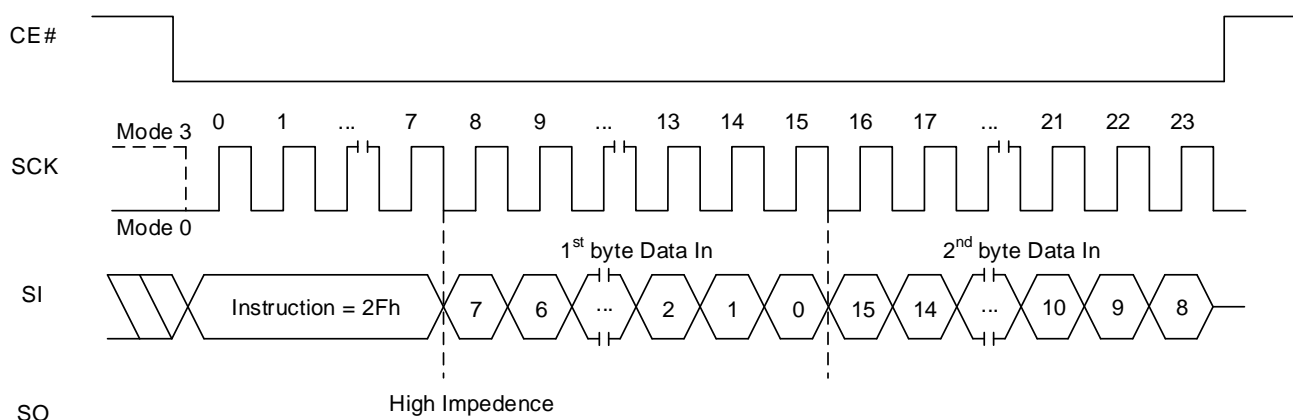 CE#
Mode 3 0 1 ... 7 8 9 ... 13 14 15 16 17 ... 21 22 23
SCK
Mode 0
1st byte Data In 2nd byte Data In
SI Instruction = 2Fh 7 6 ... 2 1 0 15 14 ... 10 9 8
High Impedence
SO